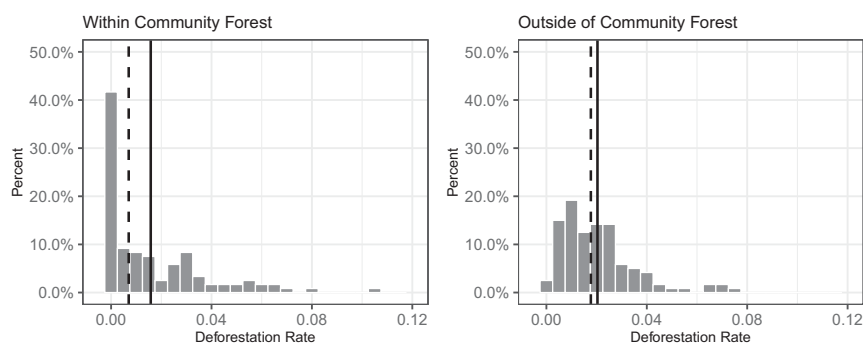 Within Community Forest
50.0%
40.0%
30.0%
20.0%
10.0%
0.0%
Percent
0.00 0.04 0.08 0.12
Deforestation Rate
Outside of Community Forest
50.0%
40.0%
30.0%
20.0%
10.0%
0.0%
Percent
0.00 0.04 0.08 0.12
Deforestation Rate